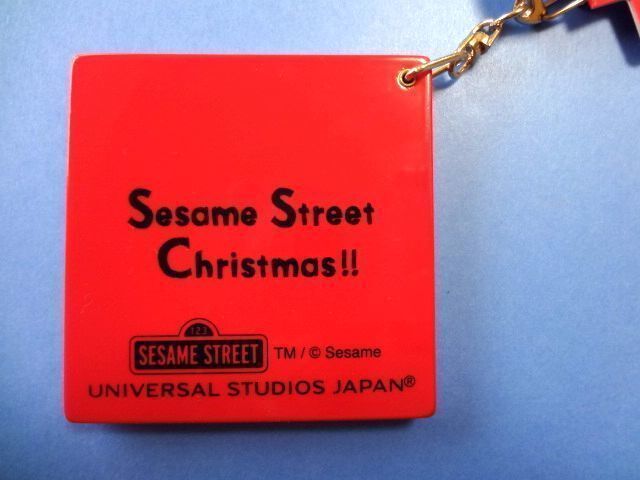 Sesame Street
Christmas!!
123
SESAME STREET TM / © Sesame
UNIVERSAL STUDIOS JAPAN®